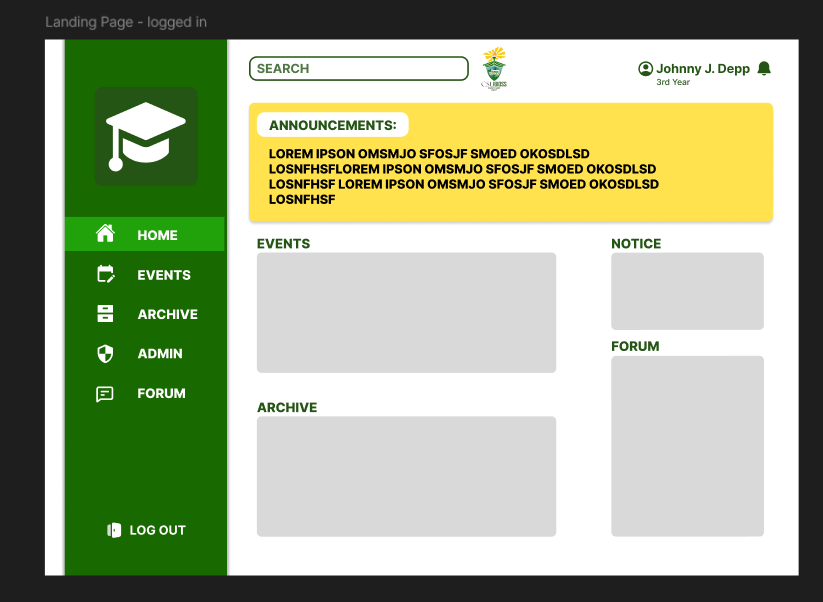 Landing Page - logged in
SEARCH
Johnny J. Depp
3rd Year
ANNOUNCEMENTS:
LOREM IPSON OMSMJO SFOSJF SMOED OKOSDLSD
LOSNFHSFLOREM IPSON OMSMJO SFOSJF SMOED OKOSDLSD
LOSNFHSF LOREM IPSON OMSMJO SFOSJF SMOED OKOSDLSD
LOSNFHSF
HOME
EVENTS
ARCHIVE
ADMIN
FORUM
LOG OUT
EVENTS
NOTICE
FORUM
ARCHIVE